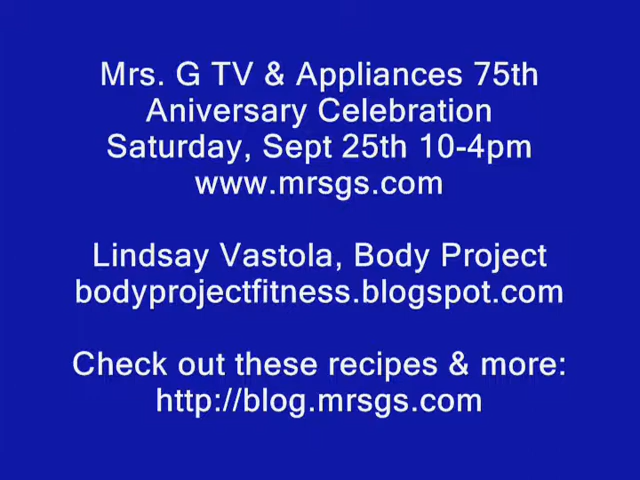 Mrs. G TV & Appliances 75th
Aniversary Celebration
Saturday, Sept 25th 10-4pm
www.mrsgs.com
Lindsay Vastola, Body Project
bodyprojectfitness.blogspot.com
Check out these recipes & more:
http://blog.mrsgs.com